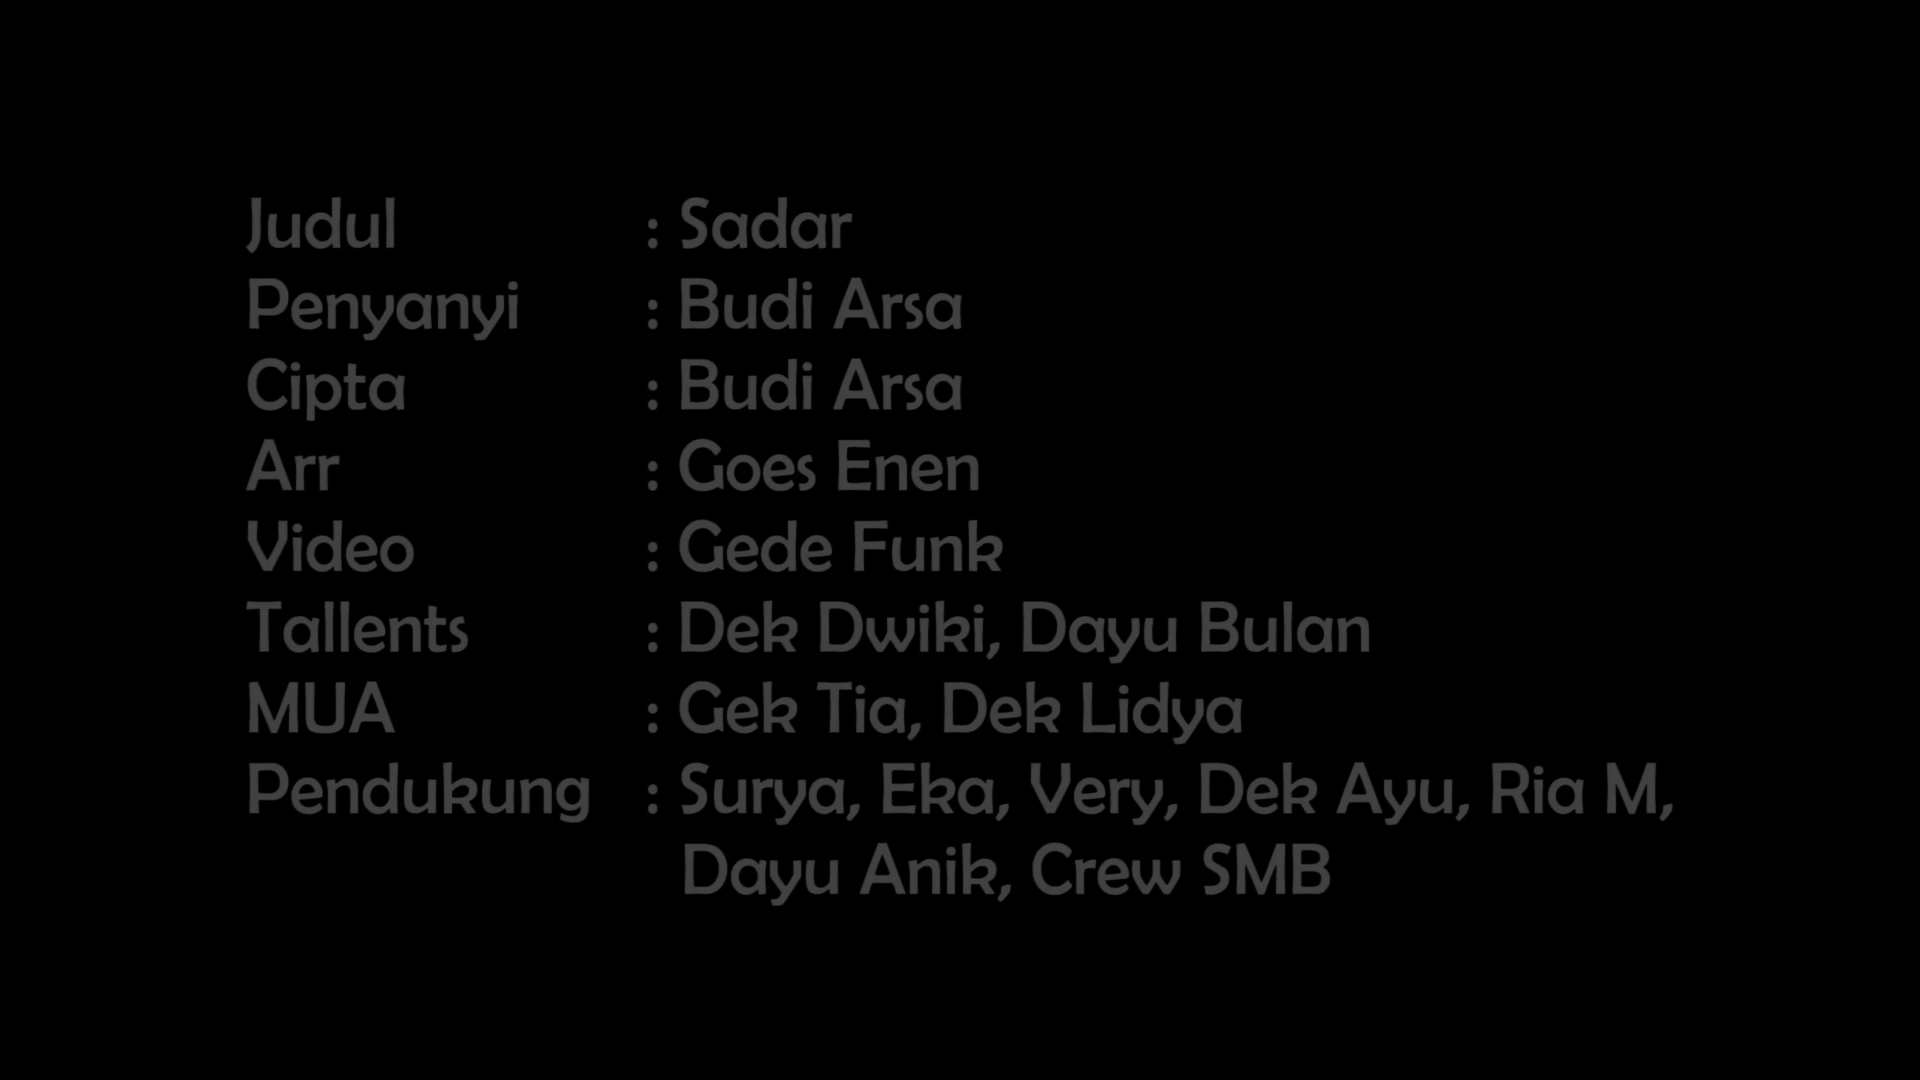 Judul : Sadar
Penyanyi : Budi Arsa
Cipta : Budi Arsa
Arr : Goes Enen
Video : Gede Funk
Tallents : Dek Dwiki, Dayu Bulan
MUA : Gek Tia, Dek Lidya
Pendukung : Surya, Eka, Very, Dek Ayu, Ria M,
Dayu Anik, Crew SMB